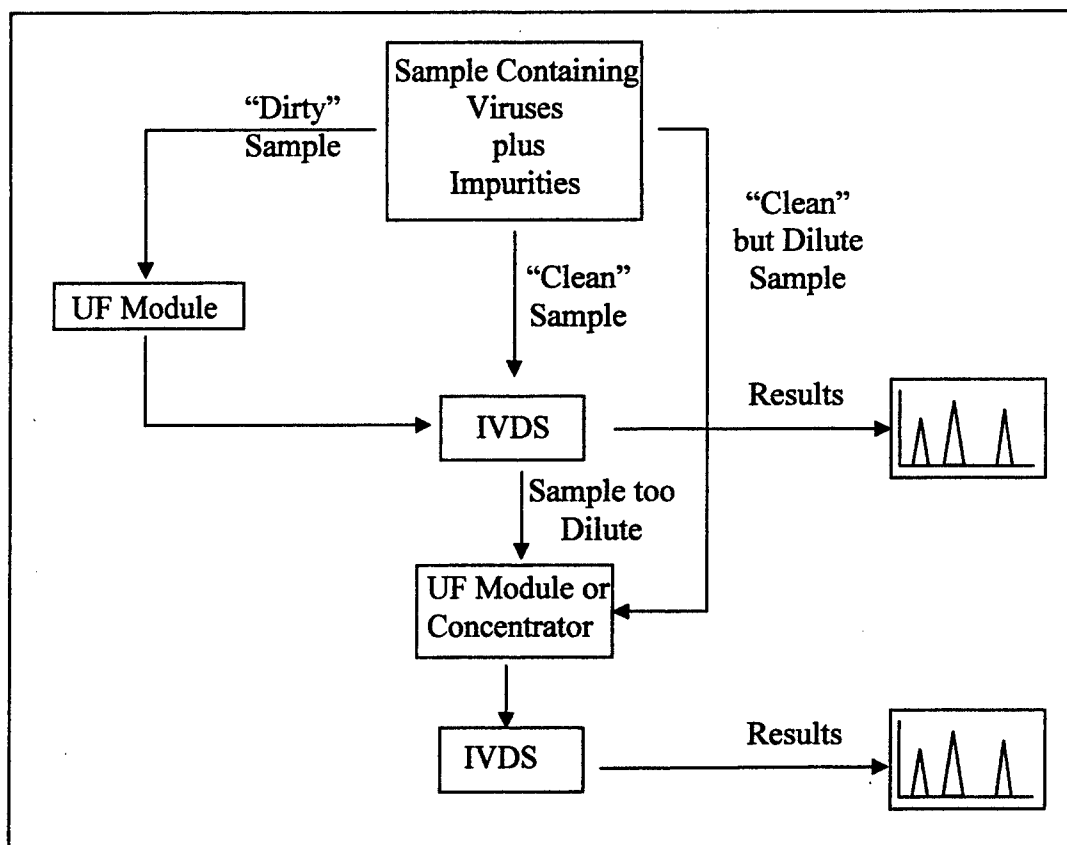 Sample Containing
Viruses
plus
Impurities
“Dirty”
Sample
“Clean”
but Dilute
Sample
“Clean”
Sample
UF Module
IVDS
Results
Sample too
Dilute
UF Module or
Concentrator
IVDS
Results